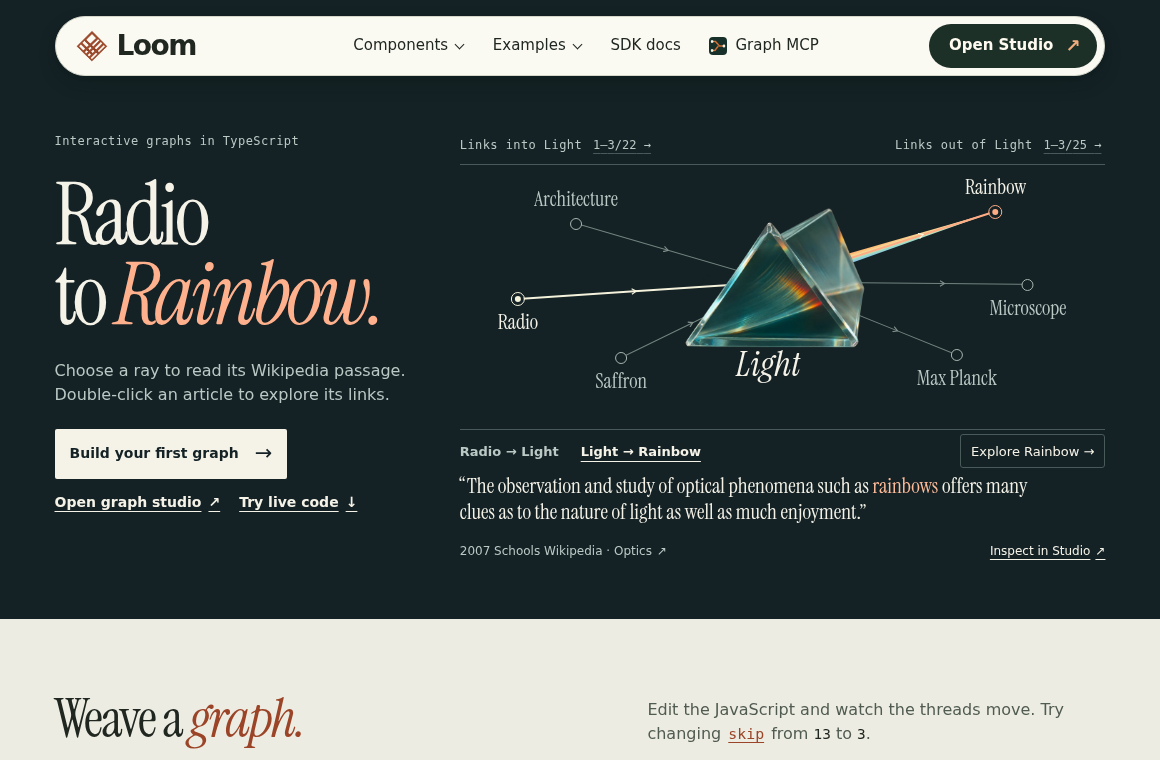 Loom
Components
Examples
SDK docs
Graph MCP
Open Studio ↗
Interactive graphs in TypeScript
Radio
to Rainbow.
Choose a ray to read its Wikipedia passage.
Double-click an article to explore its links.
Build your first graph →
Open graph studio ↗ Try live code ↓
Links into Light 1–3/22 →
Links out of Light 1–3/25 →
Architecture
Rainbow
Radio
Microscope
Saffron
Light
Max Planck
Radio → Light
Light → Rainbow
Explore Rainbow →
“The observation and study of optical phenomena such as rainbows offers many
clues as to the nature of light as well as much enjoyment.”
2007 Schools Wikipedia · Optics ↗
Inspect in Studio ↗
Weave a graph.
Edit the JavaScript and watch the threads move. Try
changing skip from 13 to 3.